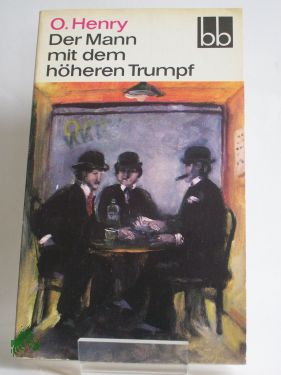 O. Henry
Der Mann
mit dem
höheren Trumpf
bb